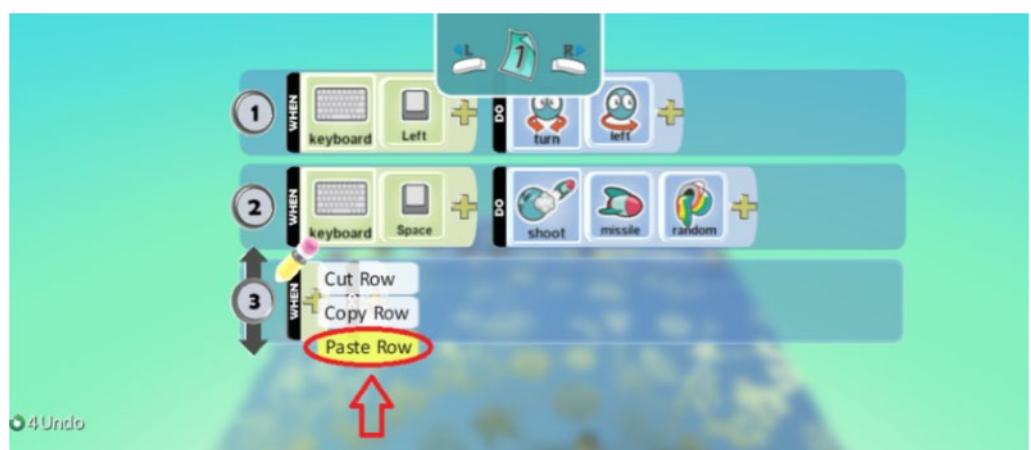 L 1 R
1 WHEN keyboard Left DO turn left
2 WHEN keyboard Space DO shoot missile random
3 WHEN
Cut Row
Copy Row
Paste Row
4 Undo